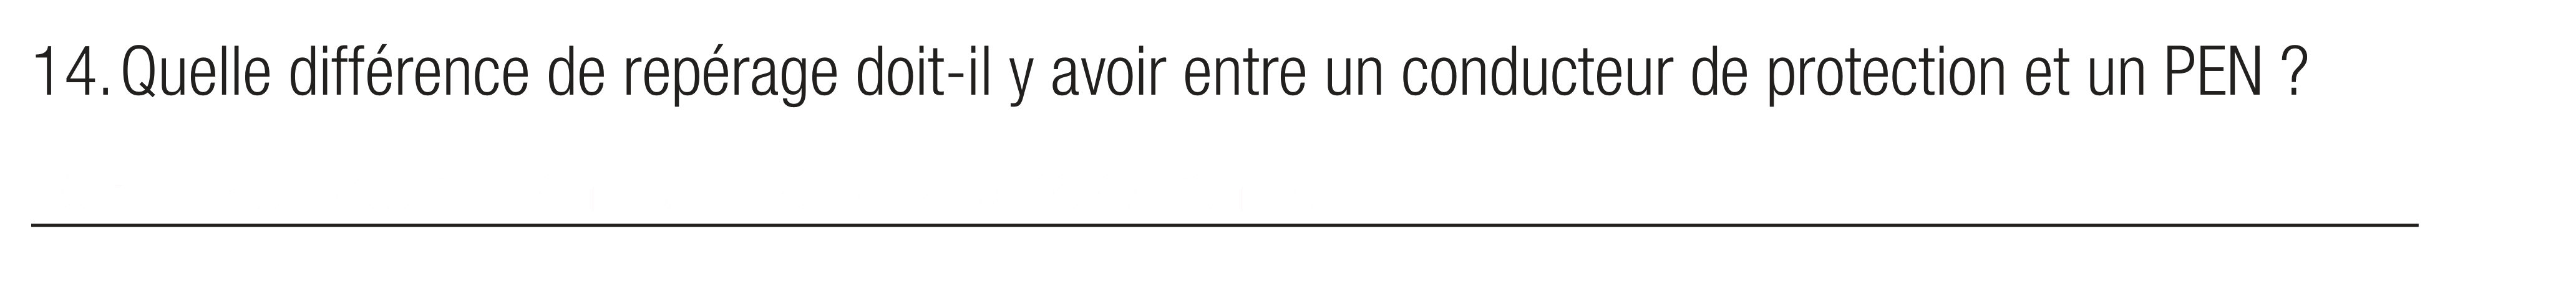 14. Quelle différence de repérage doit-il y avoir entre un conducteur de protection et un PEN ?